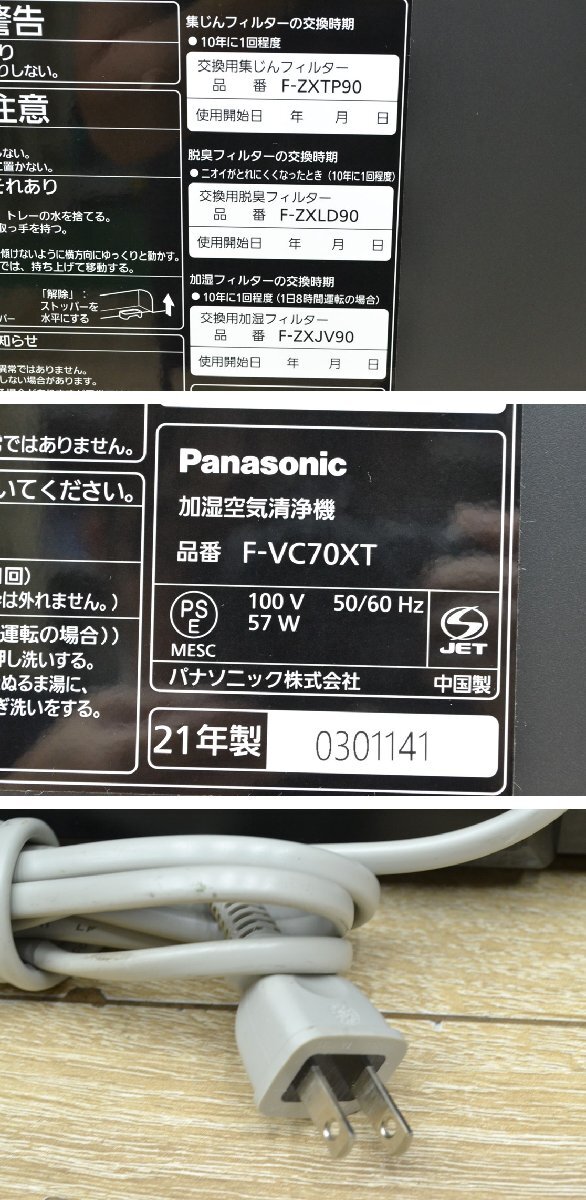 警告
り
りしない。
注意
ない。
に置かない。
それあり
トレーの水を捨てる。
取っ手を持つ。
傾けないように横方向にゆっくりと動かす。
では、持ち上げて移動する。
「解除」：
ストッパーを
水平にする
パー
知らせ
異常ではありません。
しない場合があります。
集じんフィルターの交換時期
● 10年に1回程度
交換用集じんフィルター
品 番 F-ZXTP90
使用開始日 年 月 日
脱臭フィルターの交換時期
● ニオイがとれにくくなったとき（10年に1回程度）
交換用脱臭フィルター
品 番 F-ZXLD90
使用開始日 年 月 日
加湿フィルターの交換時期
● 10年に1回程度（1日8時間運転の場合）
交換用加湿フィルター
品 番 F-ZXJV90
使用開始日 年 月 日
ではありません。
いてください。
回）
は外れません。）
運転の場合））
押し洗いする。
ぬるま湯に、
ぎ洗いをする。
Panasonic
加湿空気清浄機
品番 F-VC70XT
PS
E
MESC
100 V 50/60 Hz
57 W
JET
パナソニック株式会社 中国製
21年製 0301141